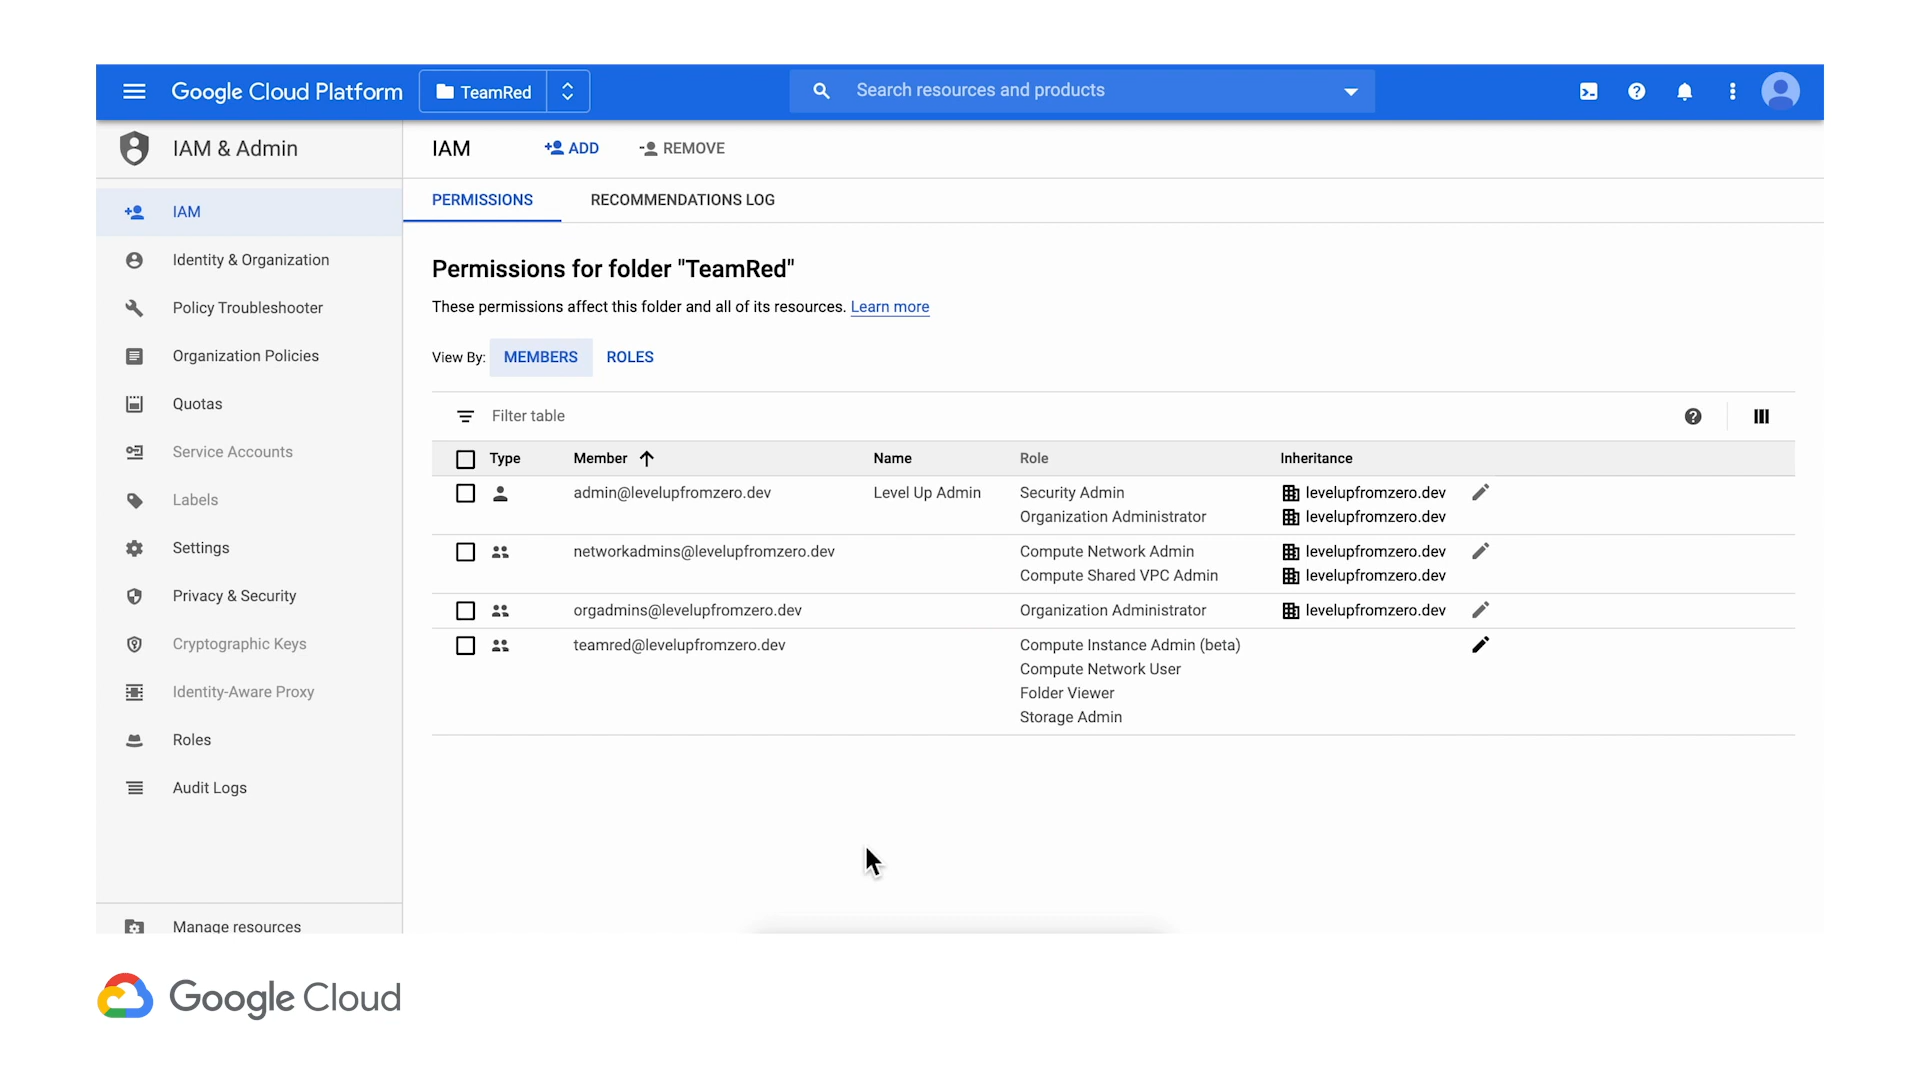 Google Cloud Platform
TeamRed
Search resources and products
IAM & Admin
IAM
ADD
REMOVE
IAM
Identity & Organization
Policy Troubleshooter
Organization Policies
Quotas
Service Accounts
Labels
Settings
Privacy & Security
Cryptographic Keys
Identity-Aware Proxy
Roles
Audit Logs
Manage resources
PERMISSIONS RECOMMENDATIONS LOG
Permissions for folder "TeamRed"
These permissions affect this folder and all of its resources. Learn more
View By: MEMBERS ROLES
Filter table
Type Member Name Role Inheritance
admin@levelupfromzero.dev Level Up Admin Security Admin levelupfromzero.dev
Organization Administrator levelupfromzero.dev
networkadmins@levelupfromzero.dev Compute Network Admin levelupfromzero.dev
Compute Shared VPC Admin levelupfromzero.dev
orgadmins@levelupfromzero.dev Organization Administrator levelupfromzero.dev
teamred@levelupfromzero.dev Compute Instance Admin (beta)
Compute Network User
Folder Viewer
Storage Admin
Google Cloud